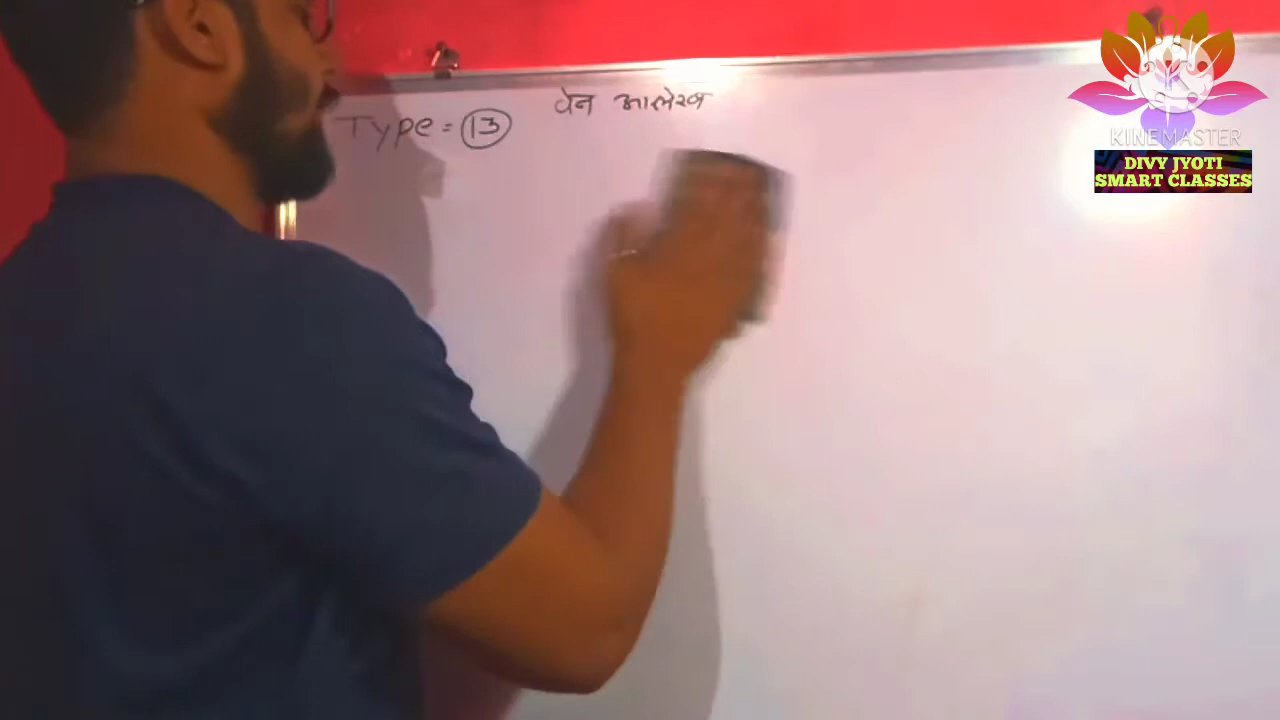 Type = 13 वेन आलेख
KINEMASTER
DIVY JYOTI
SMART CLASSES